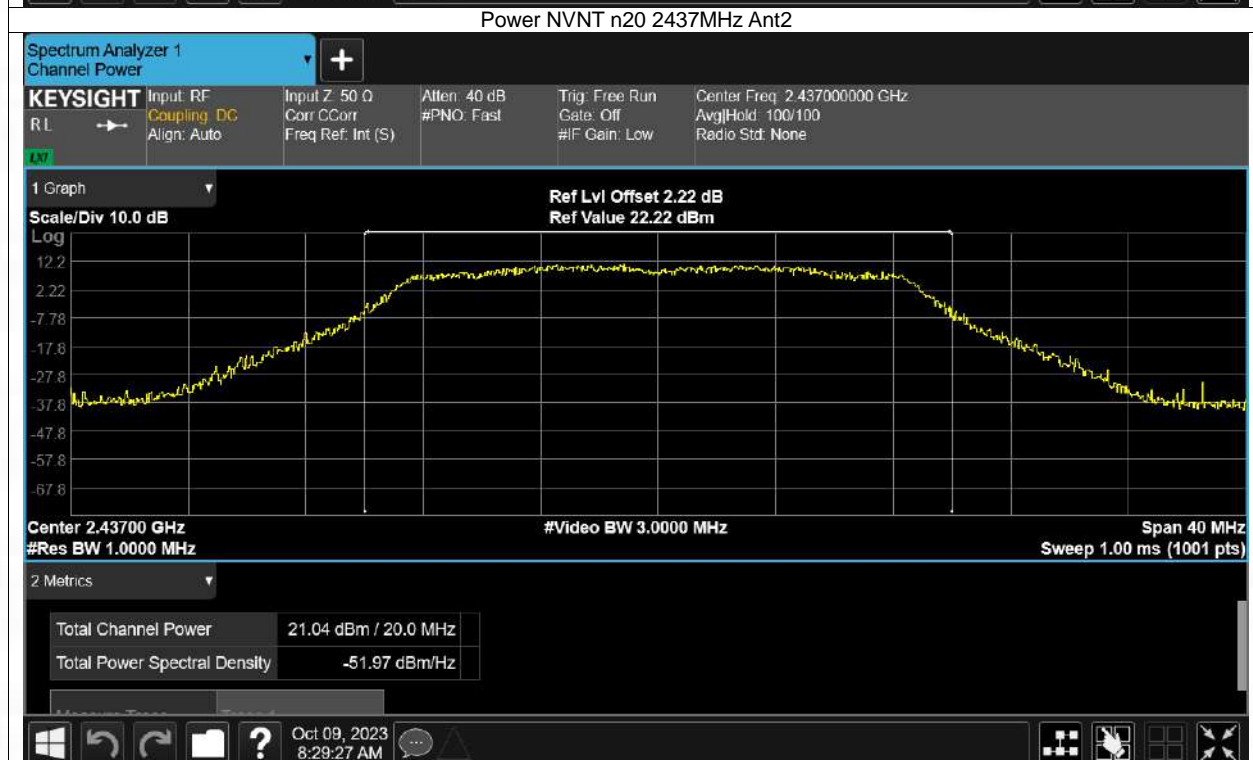 Power NVNT n20 2437MHz Ant2
Spectrum Analyzer 1
Channel Power
+
KEYSIGHT
RL
LXI
Input: RF
Coupling: DC
Align: Auto
Input Z: 50 Ω
Corr CCorr
Freq Ref: Int (S)
Atten: 40 dB
#PNO: Fast
Trig: Free Run
Gate: Off
#IF Gain: Low
Center Freq: 2.437000000 GHz
Avg|Hold: 100/100
Radio Std: None
1 Graph
Scale/Div 10.0 dB
Ref Lvl Offset 2.22 dB
Ref Value 22.22 dBm
Log
12.2
2.22
-7.78
-17.8
-27.8
-37.8
-47.8
-57.8
-67.8
Center 2.43700 GHz
#Video BW 3.0000 MHz
Span 40 MHz
#Res BW 1.0000 MHz
Sweep 1.00 ms (1001 pts)
2 Metrics
Total Channel Power 21.04 dBm / 20.0 MHz
Total Power Spectral Density -51.97 dBm/Hz
?
Oct 09, 2023
8:29:27 AM